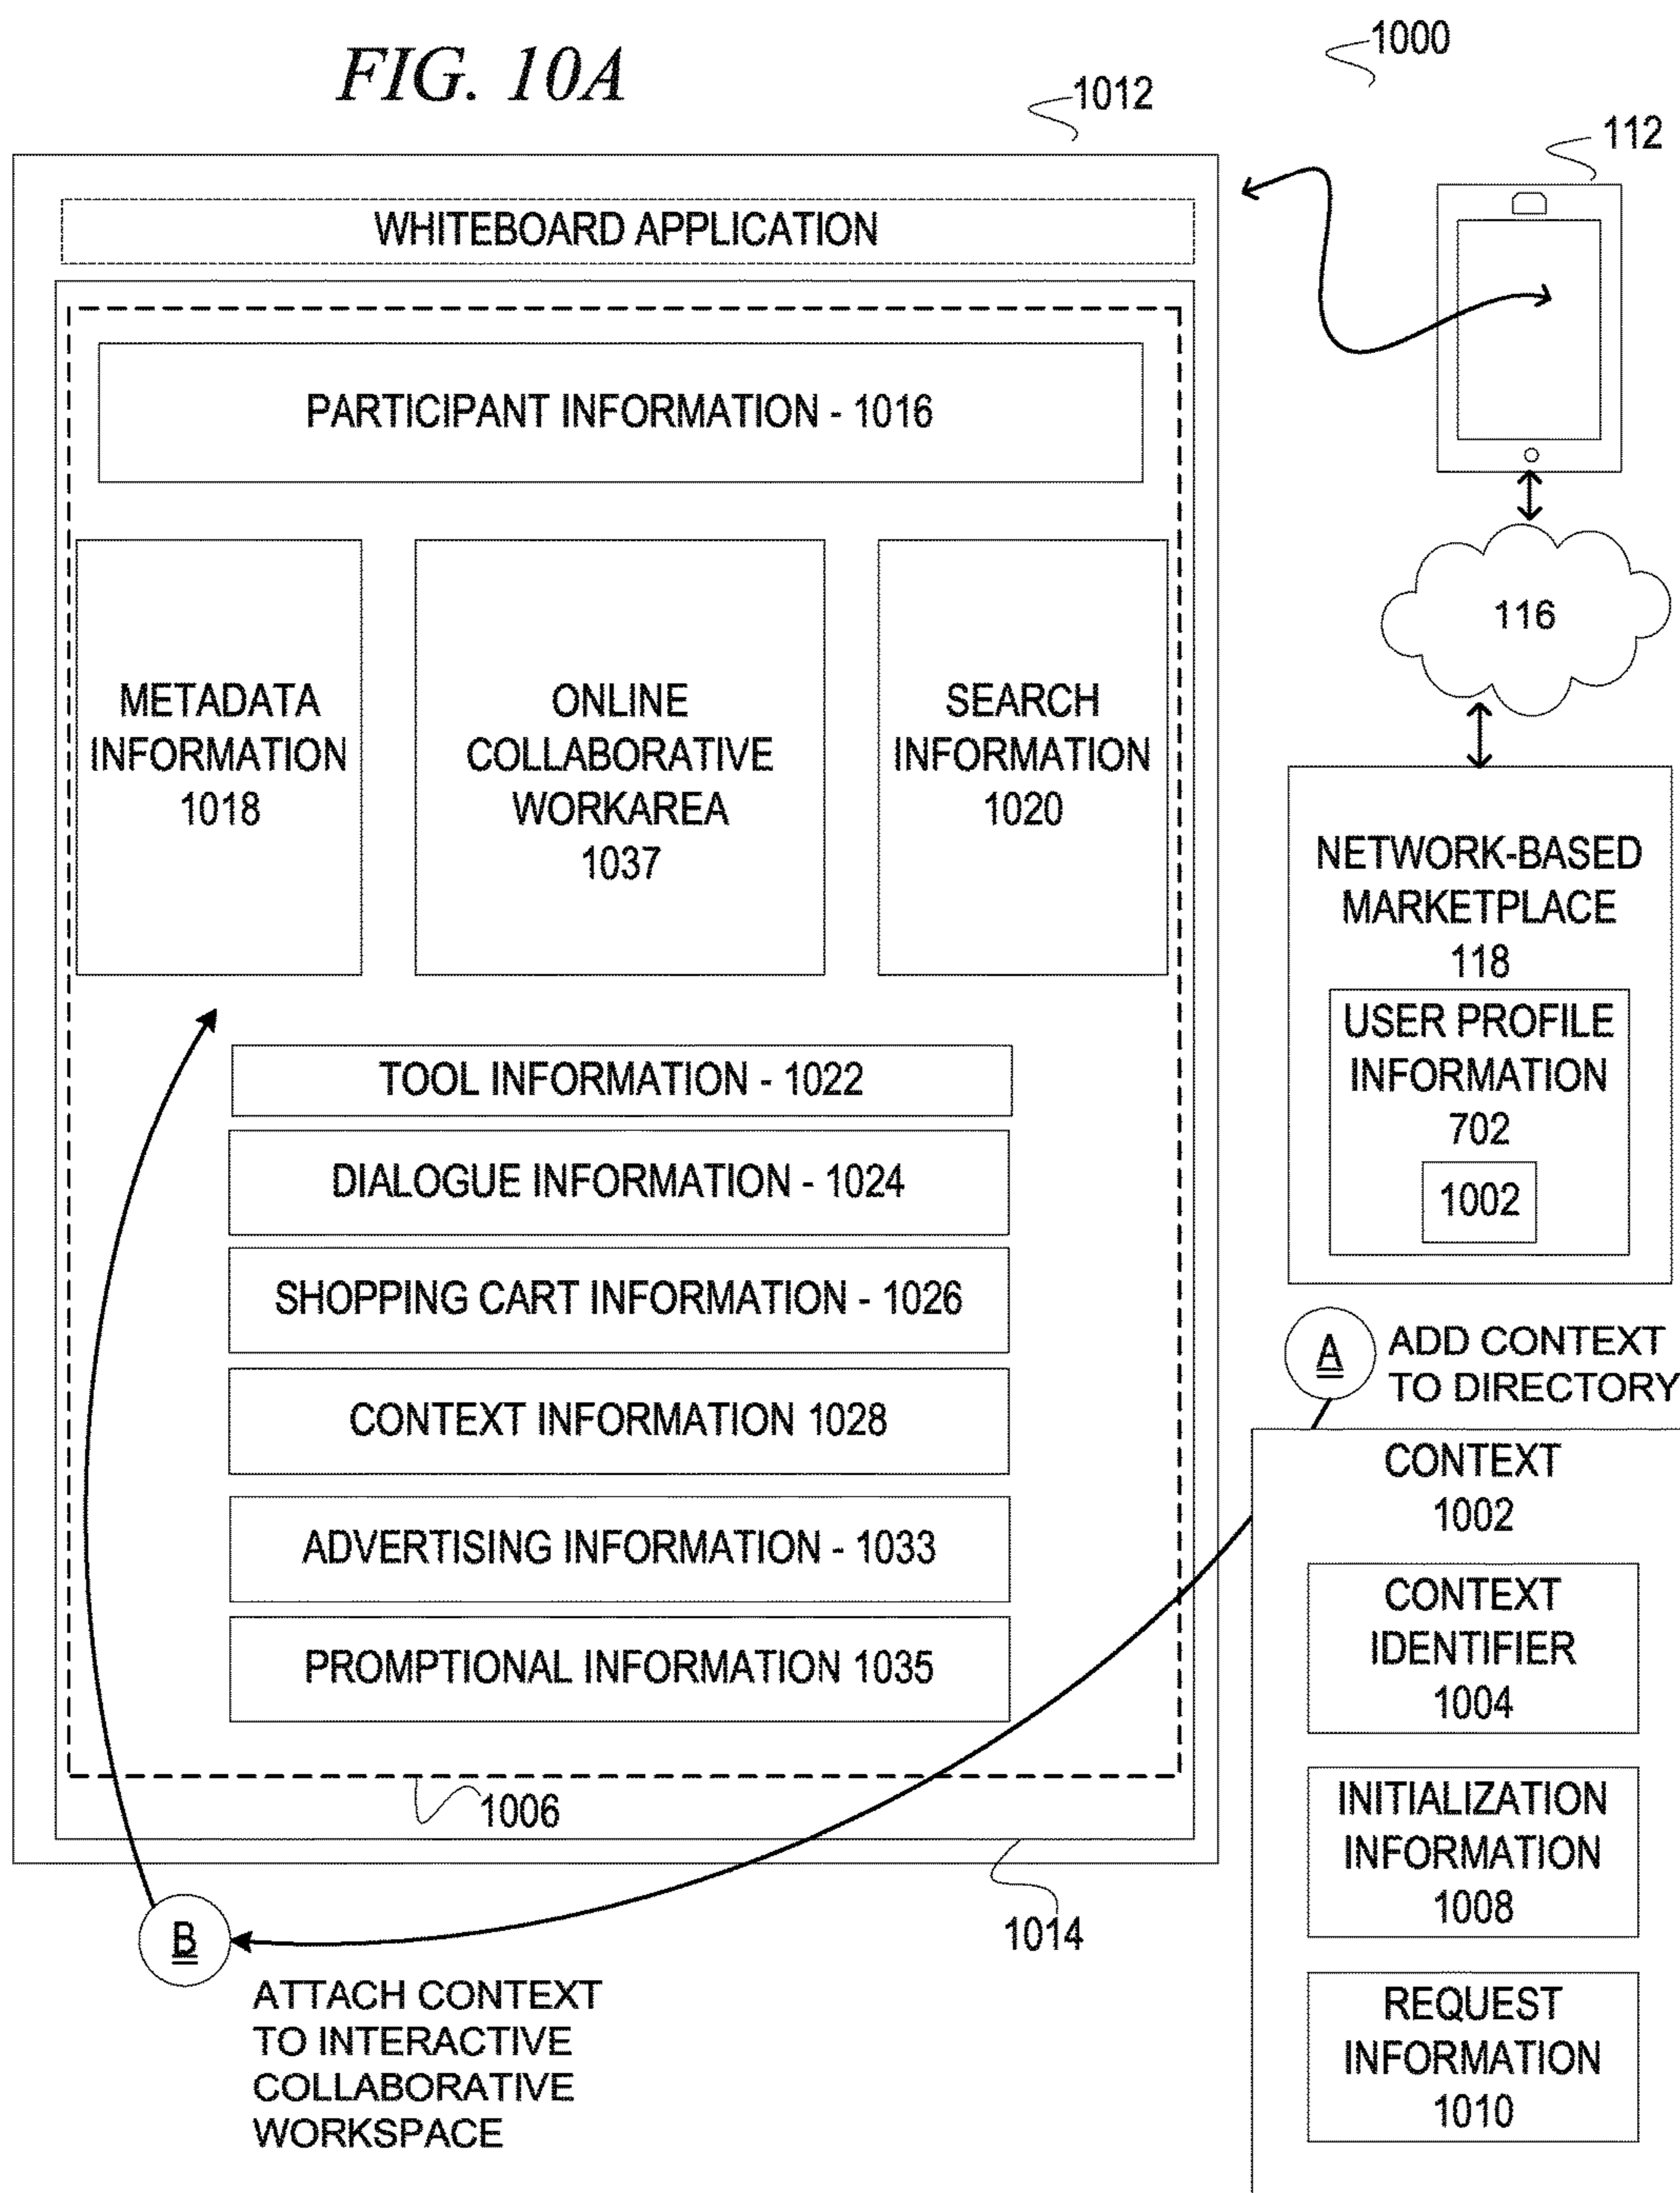 FIG. 10A
1000
1012
112
WHITEBOARD APPLICATION
PARTICIPANT INFORMATION - 1016
METADATA
INFORMATION
1018
ONLINE
COLLABORATIVE
WORKAREA
1037
SEARCH
INFORMATION
1020
TOOL INFORMATION - 1022
DIALOGUE INFORMATION - 1024
SHOPPING CART INFORMATION - 1026
CONTEXT INFORMATION 1028
ADVERTISING INFORMATION - 1033
PROMPTIONAL INFORMATION 1035
1006
1014
B
ATTACH CONTEXT
TO INTERACTIVE
COLLABORATIVE
WORKSPACE
116
NETWORK-BASED
MARKETPLACE
118
USER PROFILE
INFORMATION
702
1002
A
ADD CONTEXT
TO DIRECTORY
CONTEXT
1002
CONTEXT
IDENTIFIER
1004
INITIALIZATION
INFORMATION
1008
REQUEST
INFORMATION
1010